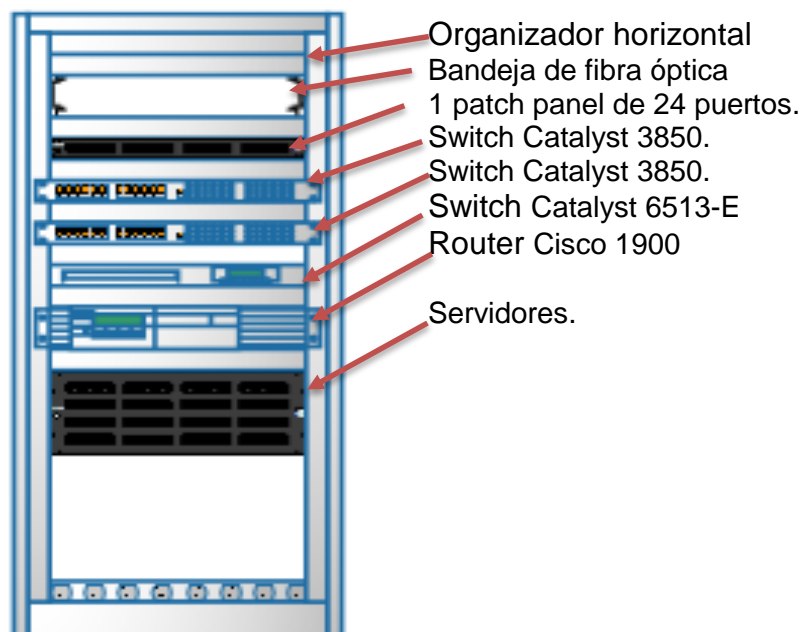 Organizador horizontal
Bandeja de fibra óptica
1 patch panel de 24 puertos.
Switch Catalyst 3850.
Switch Catalyst 3850.
Switch Catalyst 6513-E
Router Cisco 1900
Servidores.